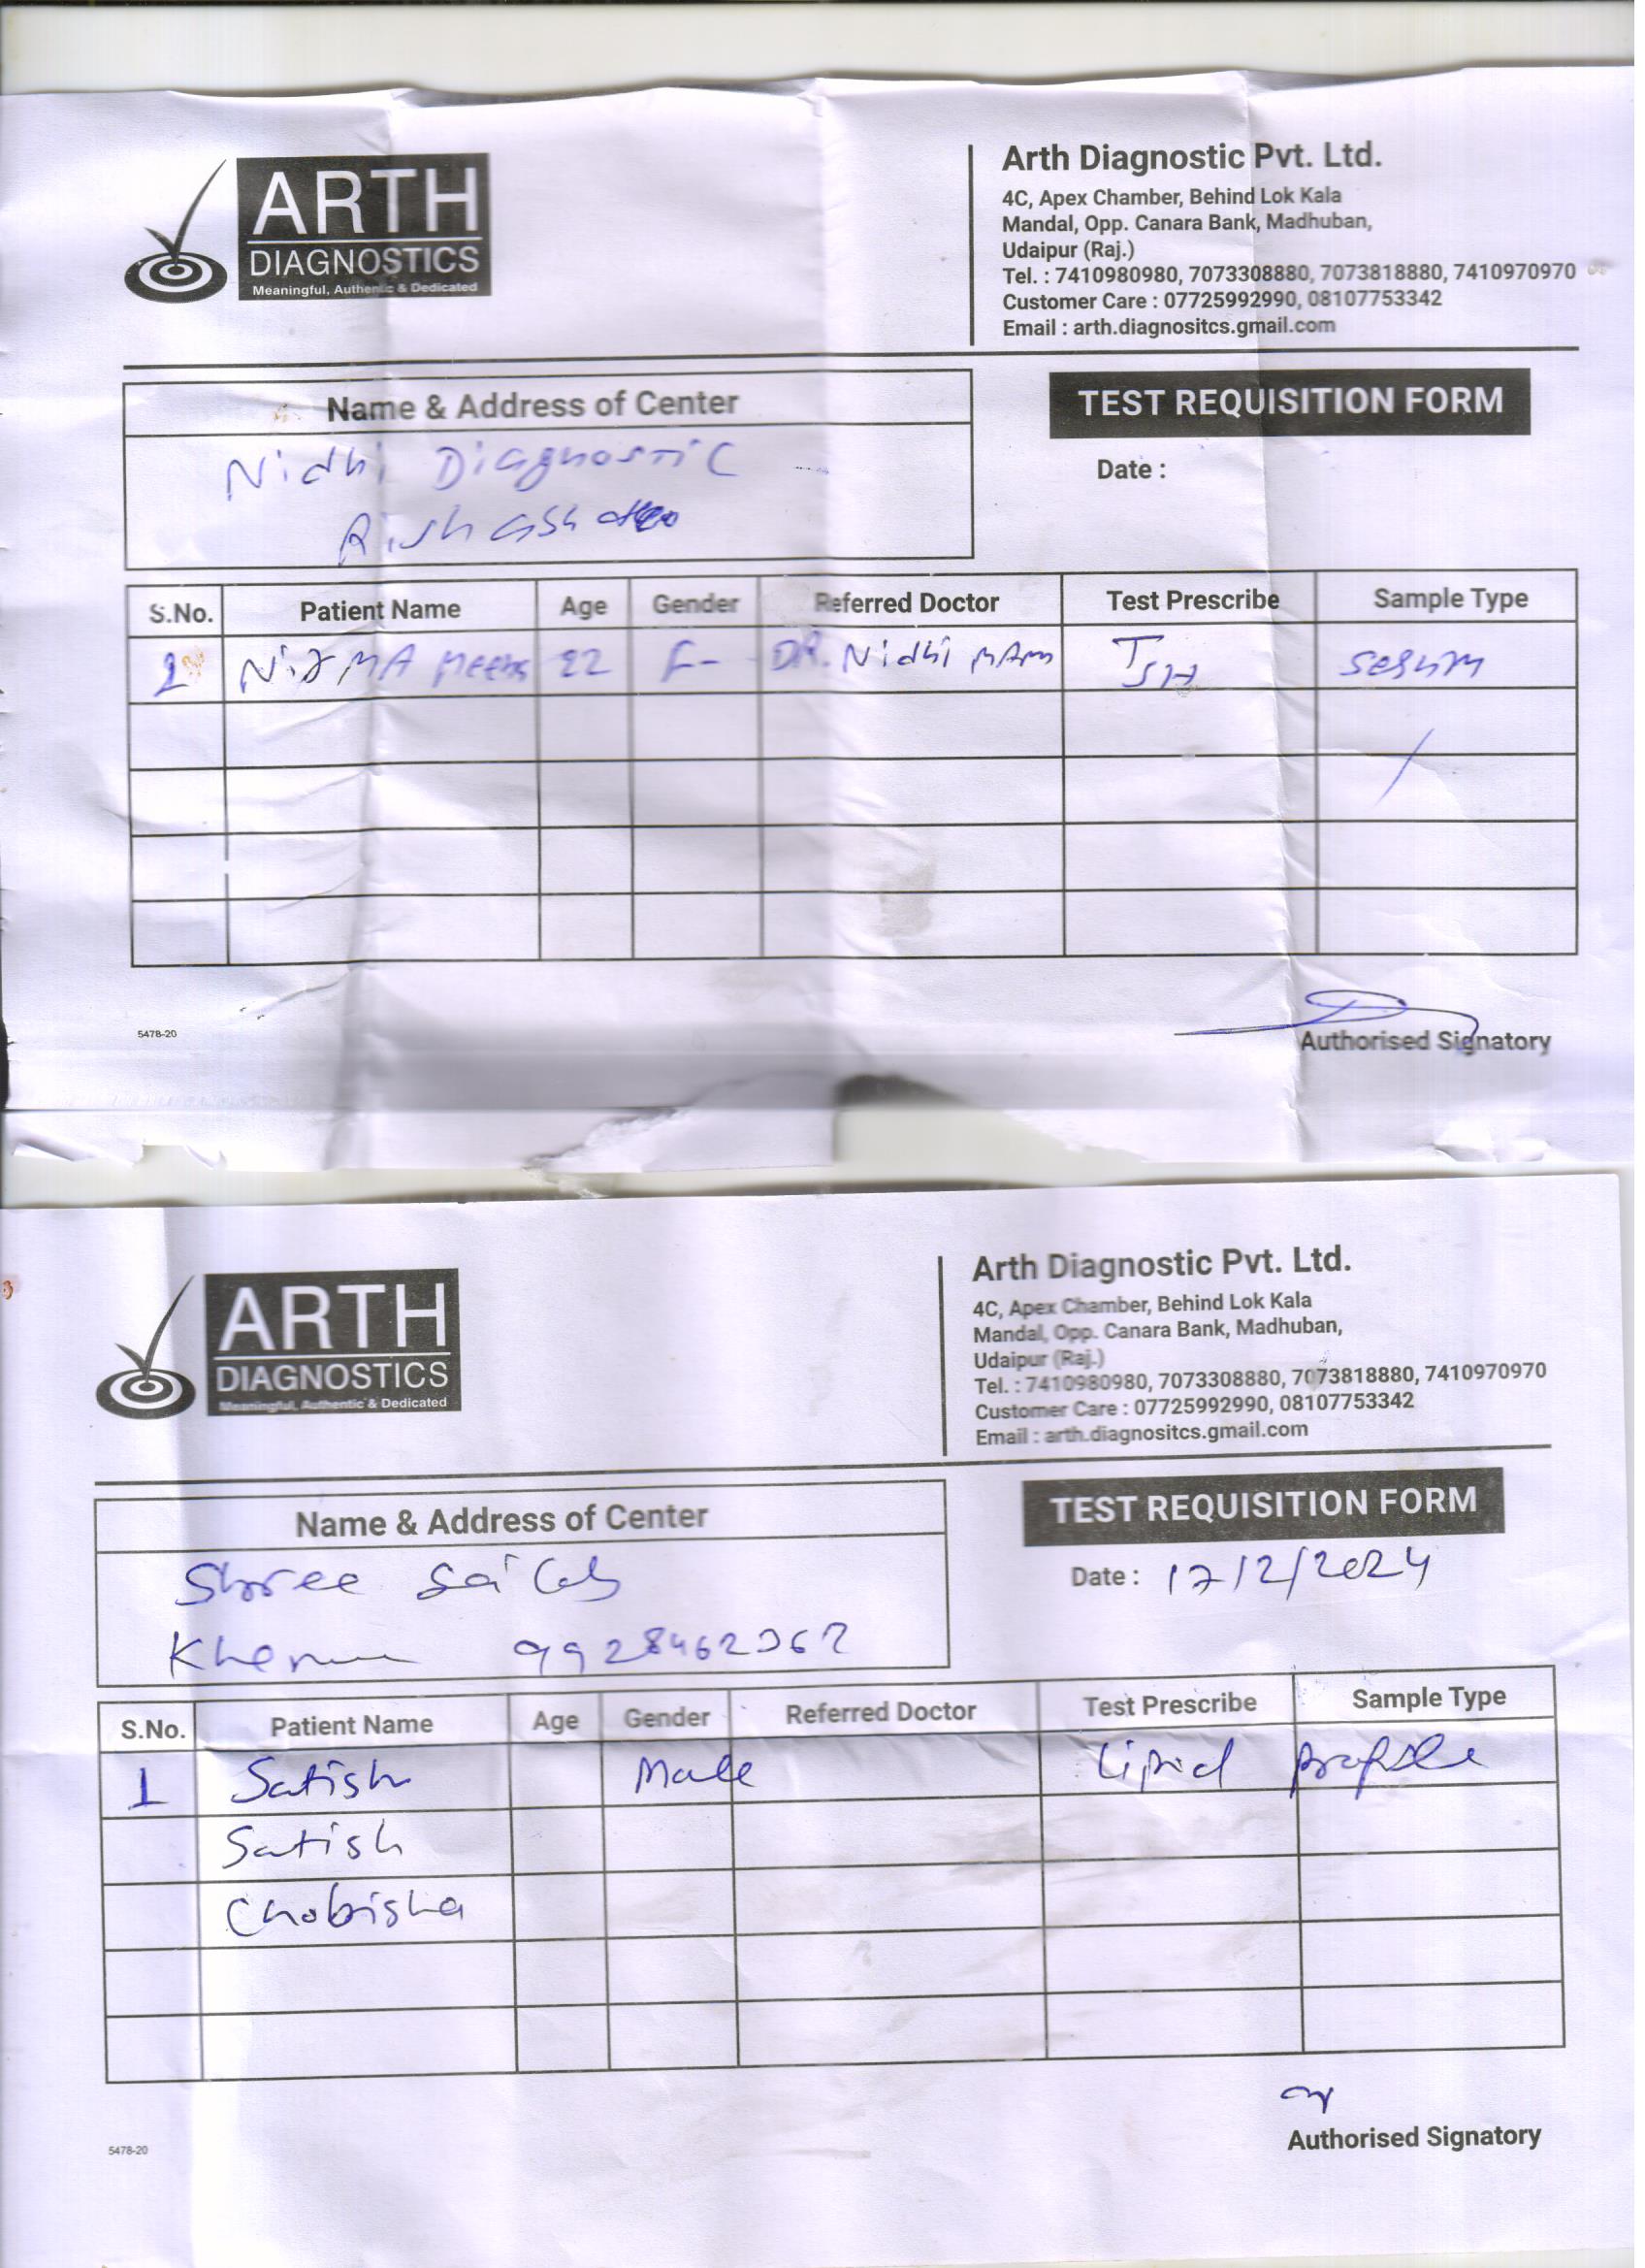 ARTH
DIAGNOSTICS
Meaningful, Authentic & Dedicated
Arth Diagnostic Pvt. Ltd.
4C, Apex Chamber, Behind Lok Kala
Mandal, Opp. Canara Bank, Madhuban,
Udaipur (Raj.)
Tel. : 7410980980, 7073308880, 7073818880, 7410970970
Customer Care : 07725992990, 08107753342
Email : arth.diagnositcs.gmail.com
Name & Address of Center
Nidhi Diagnostic
TEST REQUISITION FORM
Date :
S.No. Patient Name Age Gender Referred Doctor Test Prescribe Sample Type
NirMA Meena 22 F- DR. Nidhi MAM TSH serum
5478-20
Authorised Signatory
ARTH
DIAGNOSTICS
Meaningful, Authentic & Dedicated
Arth Diagnostic Pvt. Ltd.
4C, Apex Chamber, Behind Lok Kala
Mandal, Opp. Canara Bank, Madhuban,
Udaipur (Raj.)
Tel. : 7410980980, 7073308880, 7073818880, 7410970970
Customer Care : 07725992990, 08107753342
Email : arth.diagnositcs.gmail.com
Name & Address of Center
Shree Sai Lab
TEST REQUISITION FORM
Date : 17/12/2024
S.No. Patient Name Age Gender Referred Doctor Test Prescribe Sample Type
1 Satish Male Lipid profile
Satish
Chobisha
5478-20
Authorised Signatory